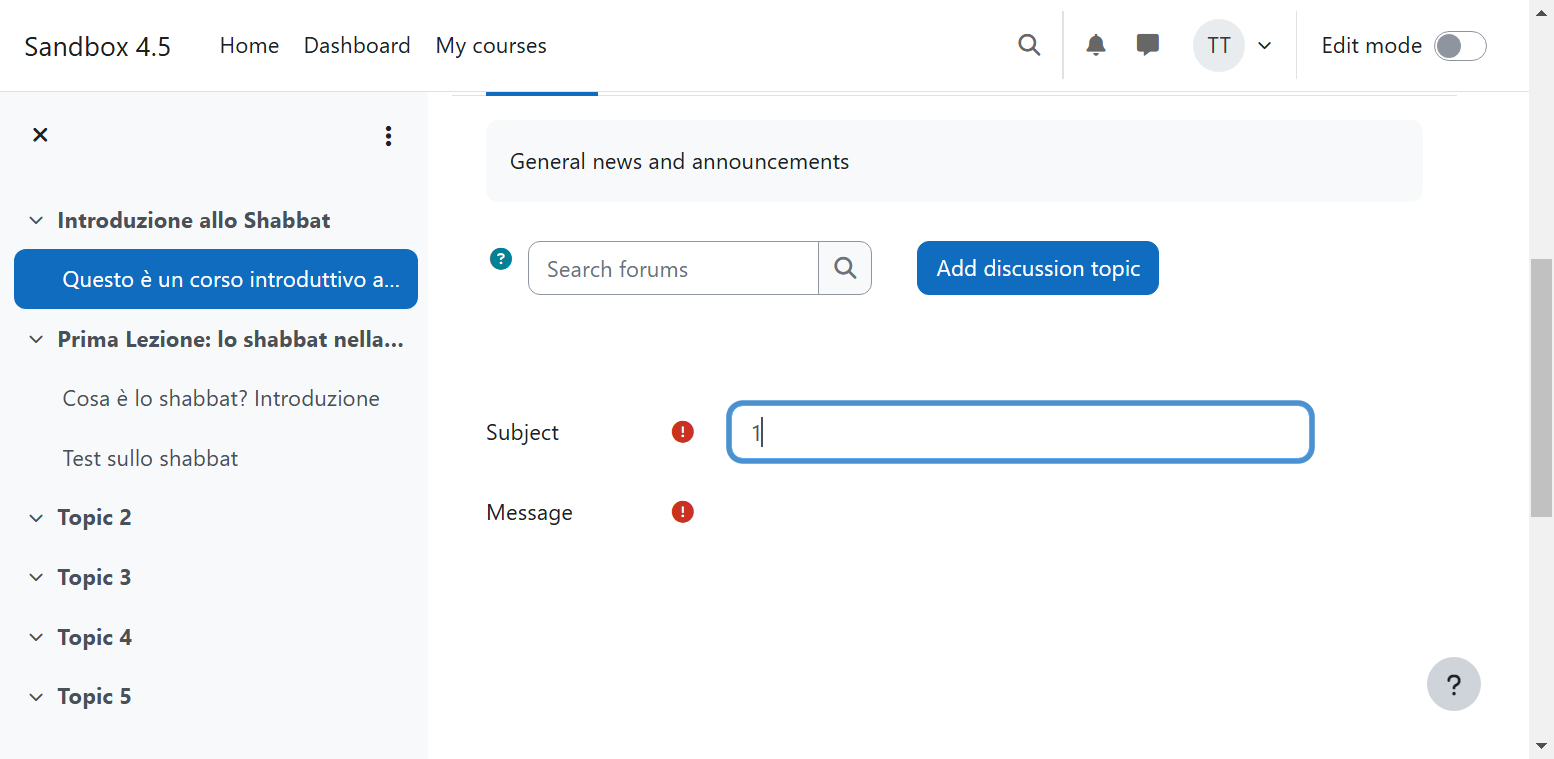 Sandbox 4.5
Home
Dashboard
My courses
TT
Edit mode
Introduzione allo Shabbat
Questo è un corso introduttivo a...
Prima Lezione: lo shabbat nella...
Cosa è lo shabbat? Introduzione
Test sullo shabbat
Topic 2
Topic 3
Topic 4
Topic 5
General news and announcements
?
Search forums
Add discussion topic
Subject
!
1
Message
!
?